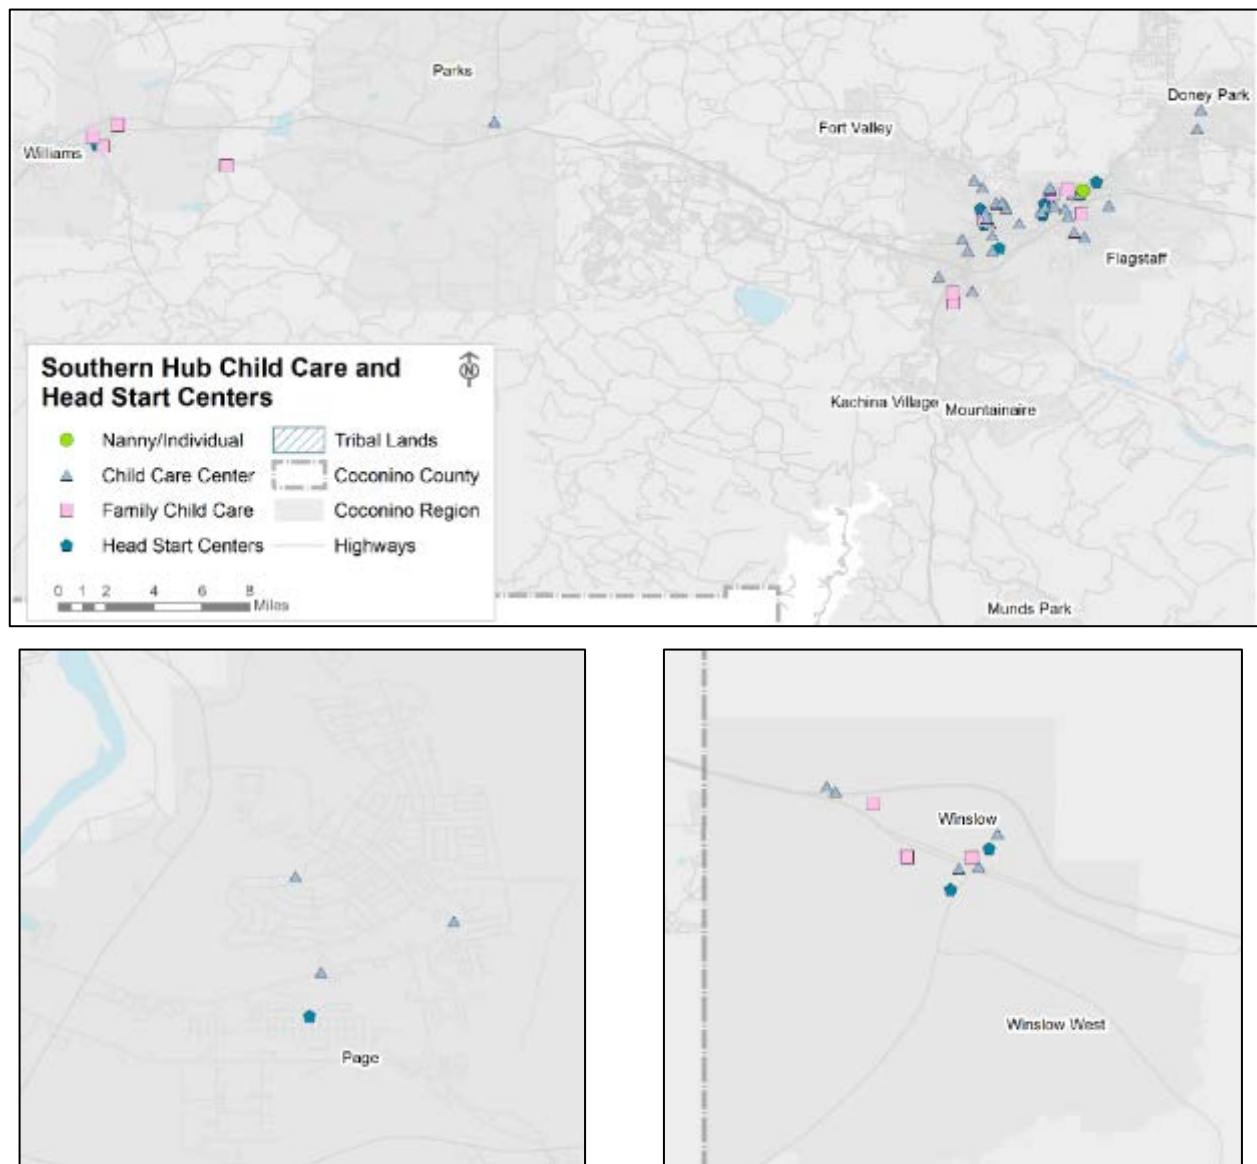 Parks
Doney Park
Fort Valley
Williams
Flagstaff
Southern Hub Child Care and
Head Start Centers
N
Nanny/Individual
Tribal Lands
Child Care Center
Coconino County
Family Child Care
Coconino Region
Head Start Centers
Highways
0 1 2 4 6 8
Miles
Kachina Village
Mountainaire
Munds Park
Winslow
Winslow West
Page